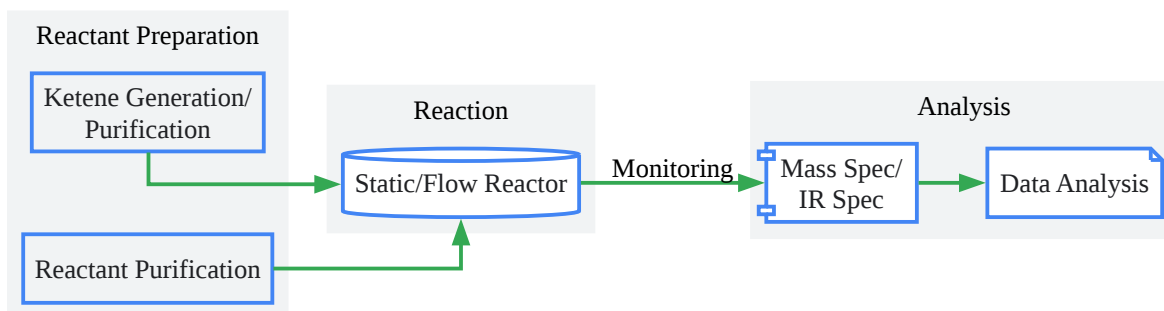 Reactant Preparation
Ketene Generation/
Purification
Reactant Purification
Reaction
Static/Flow Reactor
Monitoring
Analysis
Mass Spec/
IR Spec
Data Analysis